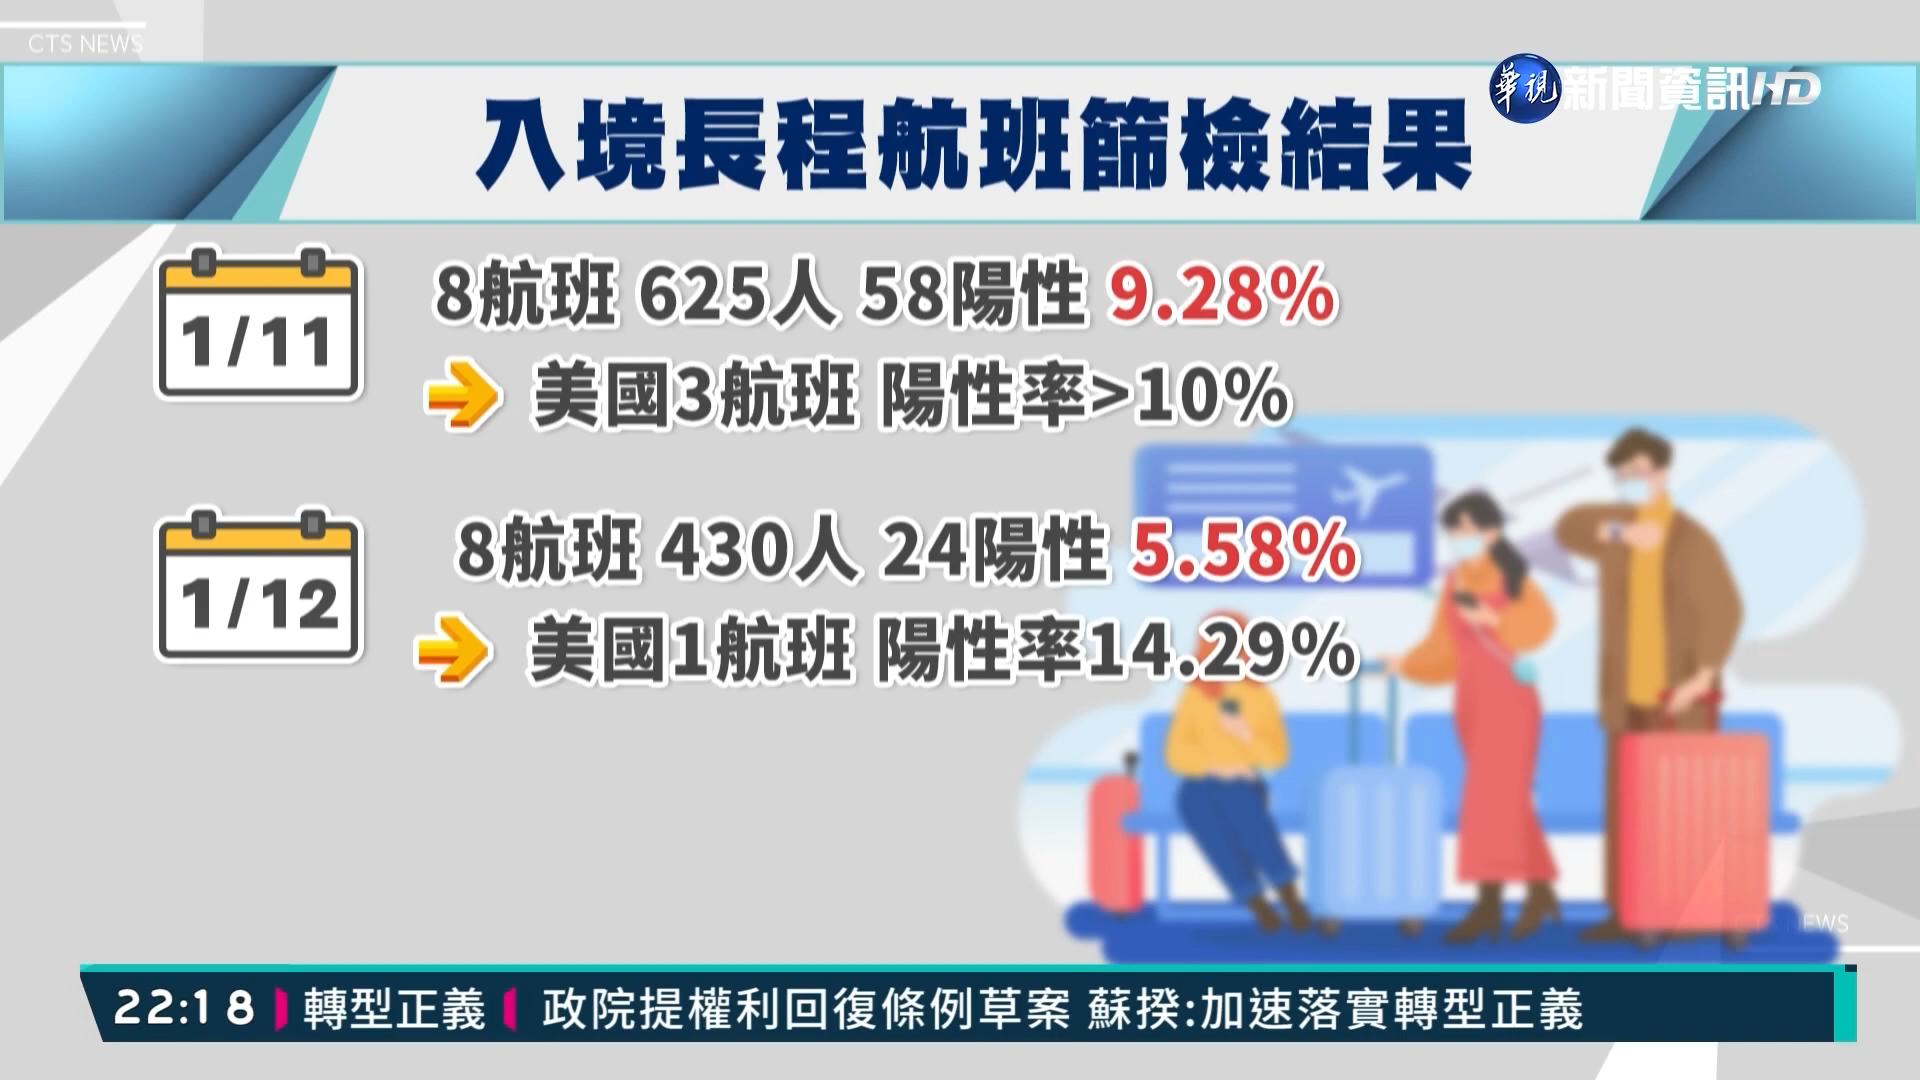 CTS NEWS
華視新聞資訊HD
入境長程航班篩檢結果
1/11
8航班 625人 58陽性 9.28%
美國3航班 陽性率>10%
1/12
8航班 430人 24陽性 5.58%
美國1航班 陽性率14.29%
NEWS
22:18 轉型正義 政院提權利回復條例草案 蘇揆:加速落實轉型正義